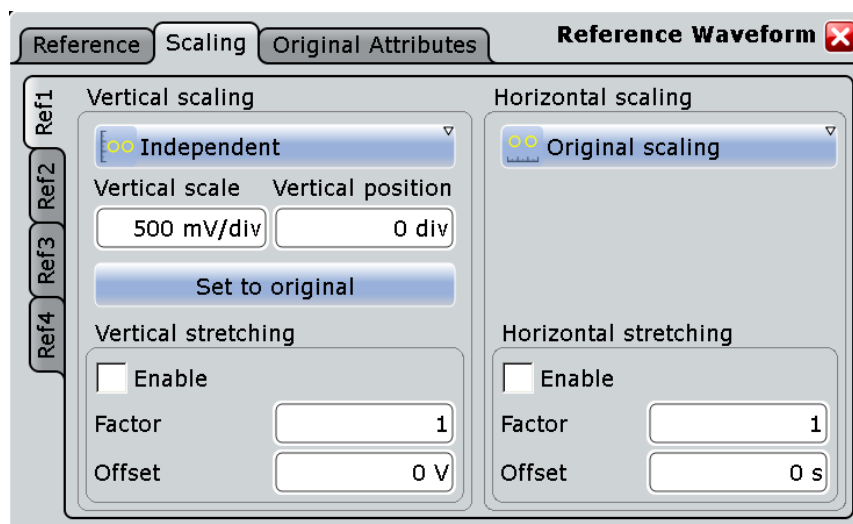 Reference Scaling Original Attributes Reference Waveform
Ref1
Ref2
Ref3
Ref4
Vertical scaling
Independent
Vertical scale Vertical position
500 mV/div 0 div
Set to original
Vertical stretching
Enable
Factor 1
Offset 0 V
Horizontal scaling
Original scaling
Horizontal stretching
Enable
Factor 1
Offset 0 s